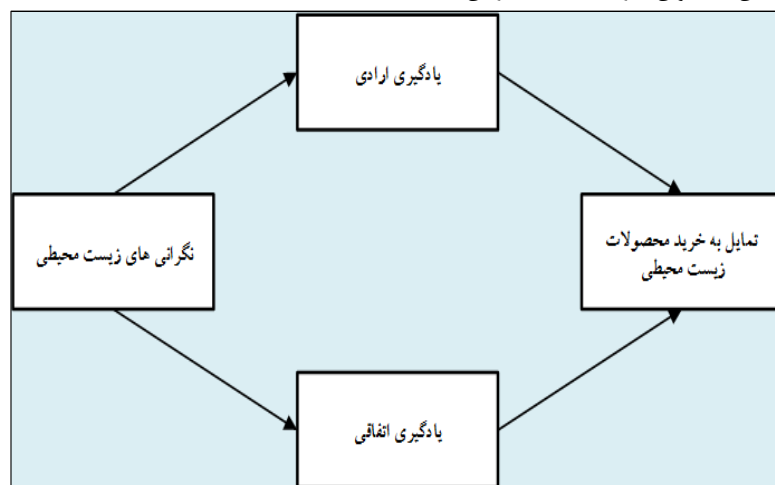 یادگیری ارادی
نگرانی های زیست محیطی
تمایل به خرید محصولات
زیست محیطی
یادگیری اتفاقی